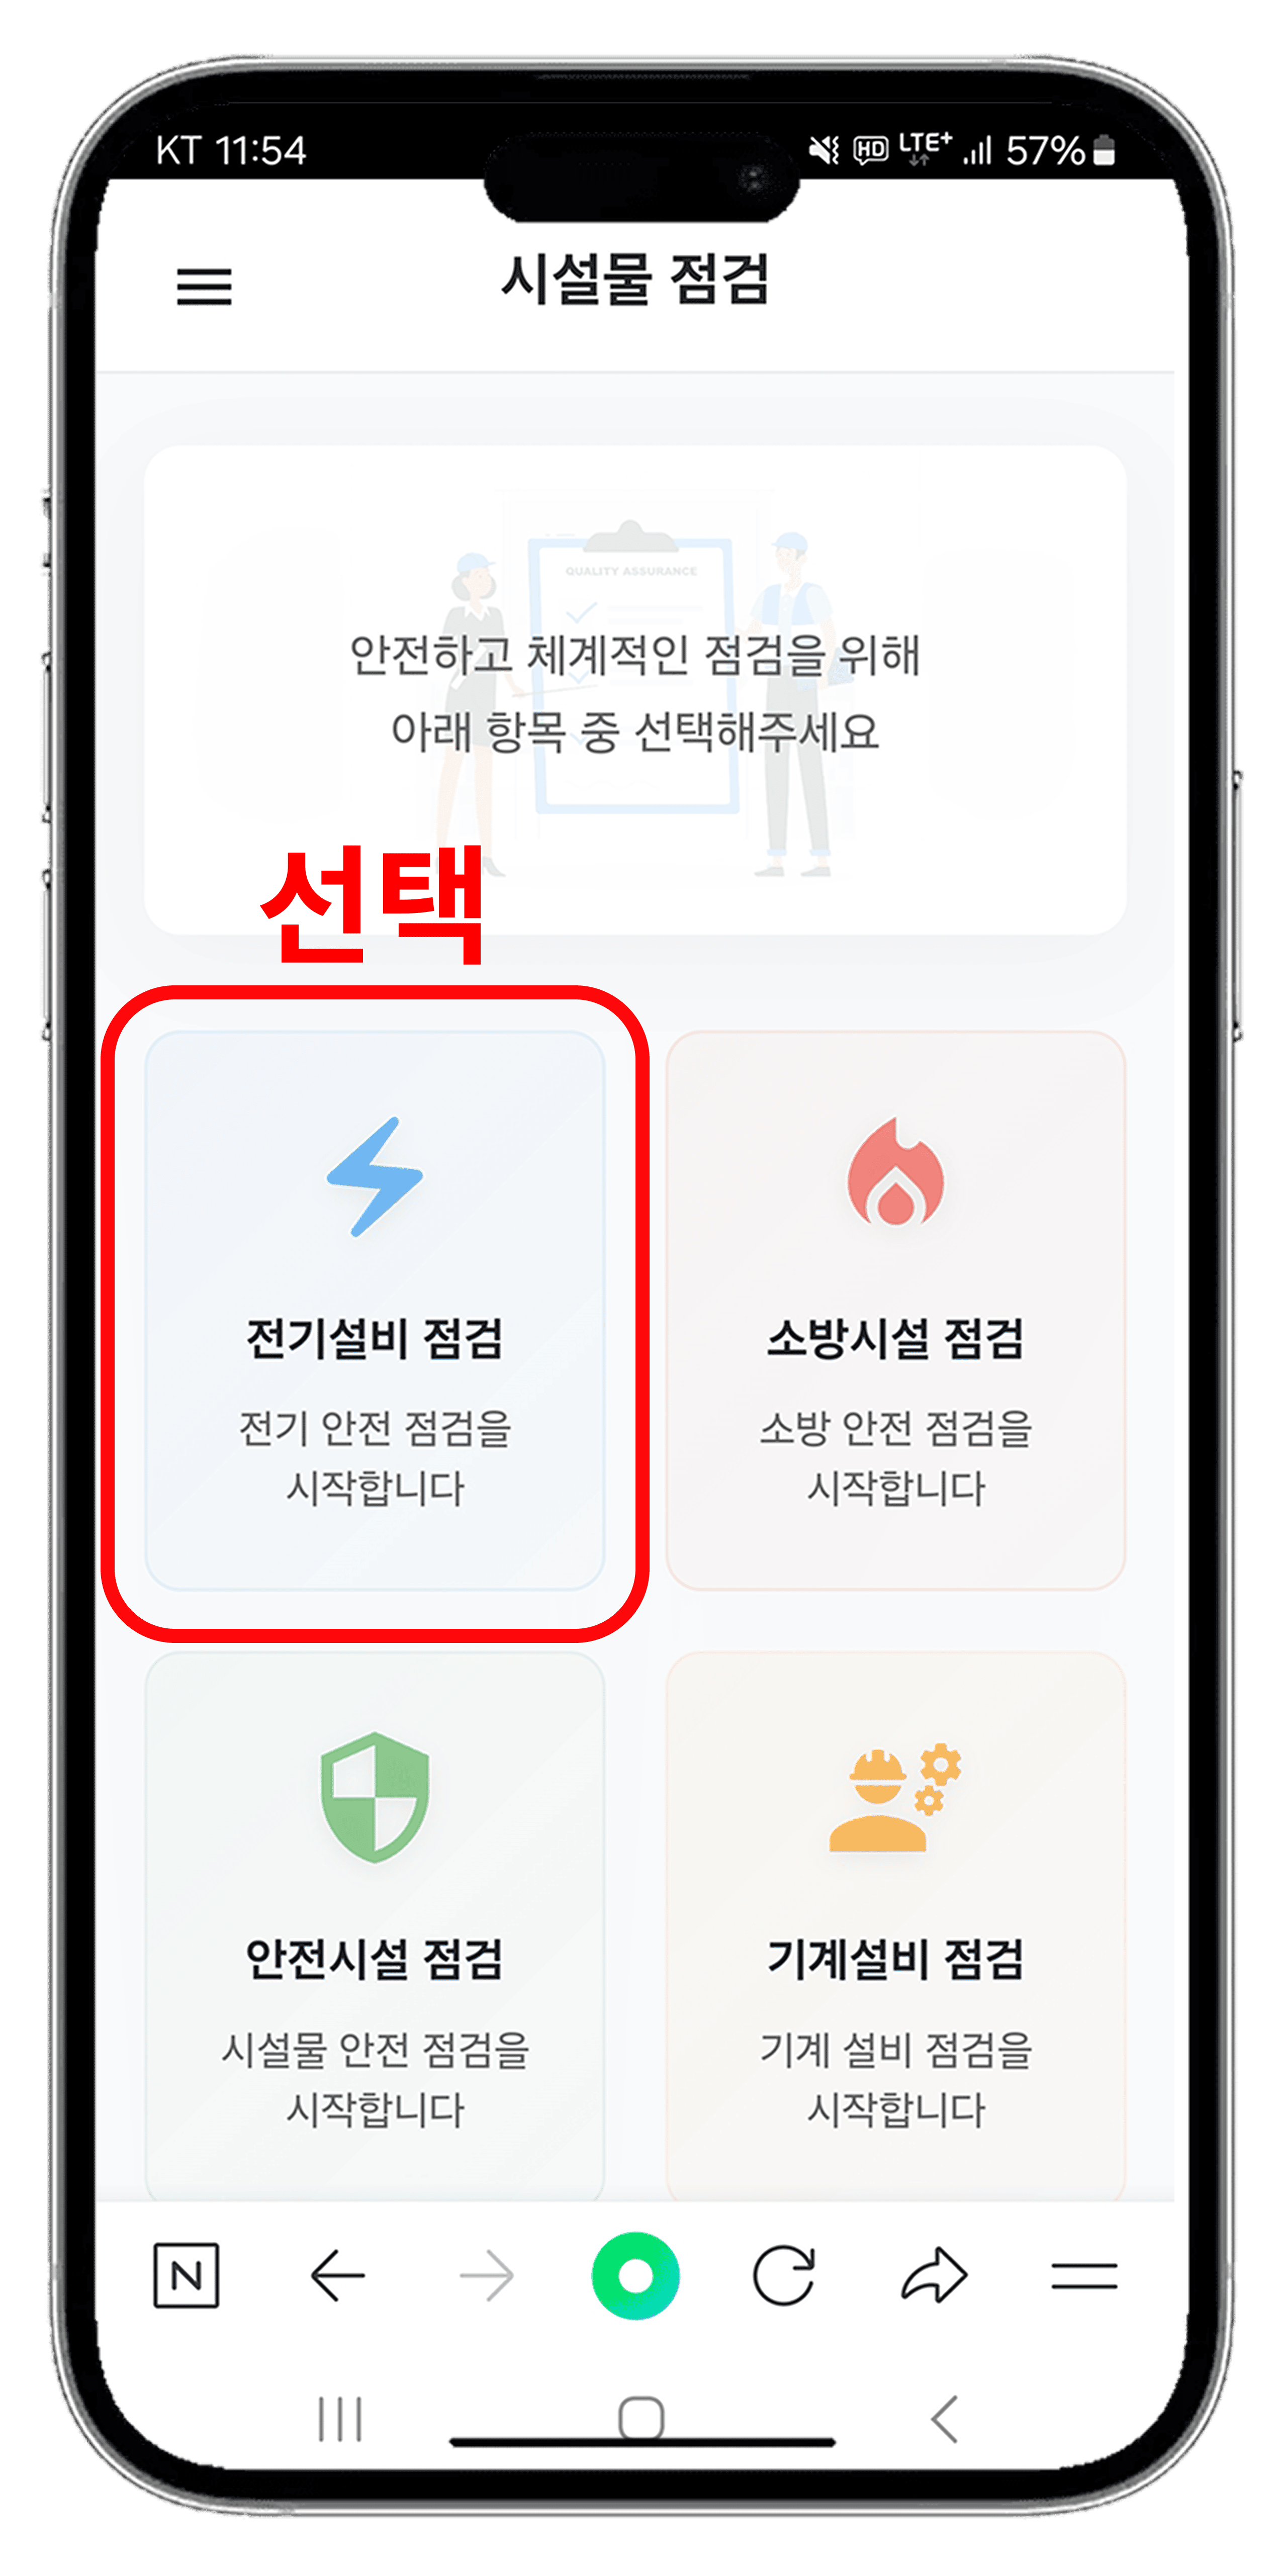 KT 11:54
HD LTE+ 57%
시설물 점검
QUALITY ASSURANCE
안전하고 체계적인 점검을 위해
아래 항목 중 선택해주세요
선택
전기설비 점검
전기 안전 점검을
시작합니다
소방시설 점검
소방 안전 점검을
시작합니다
안전시설 점검
시설물 안전 점검을
시작합니다
기계설비 점검
기계 설비 점검을
시작합니다
N